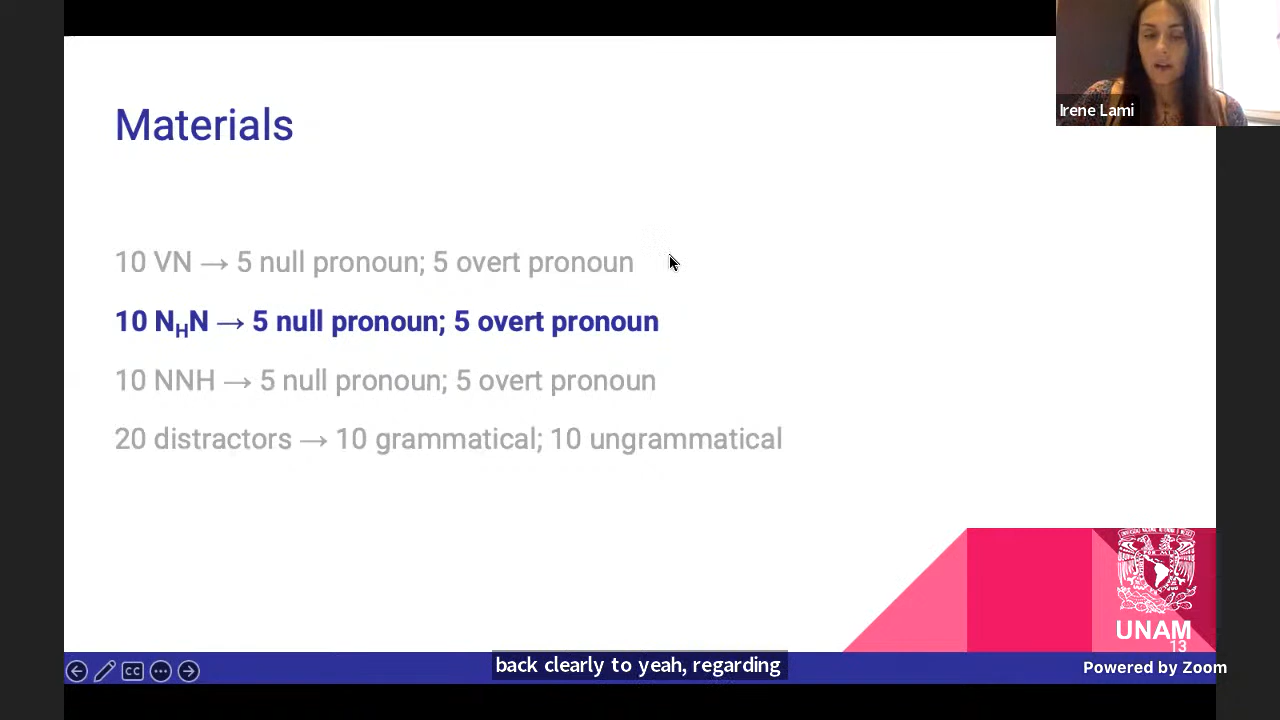 Irene Lami
Materials
10 VN → 5 null pronoun; 5 overt pronoun
10 NHN → 5 null pronoun; 5 overt pronoun
10 NNH → 5 null pronoun; 5 overt pronoun
20 distractors → 10 grammatical; 10 ungrammatical
UNAM
13
CC
back clearly to yeah, regarding
Powered by Zoom